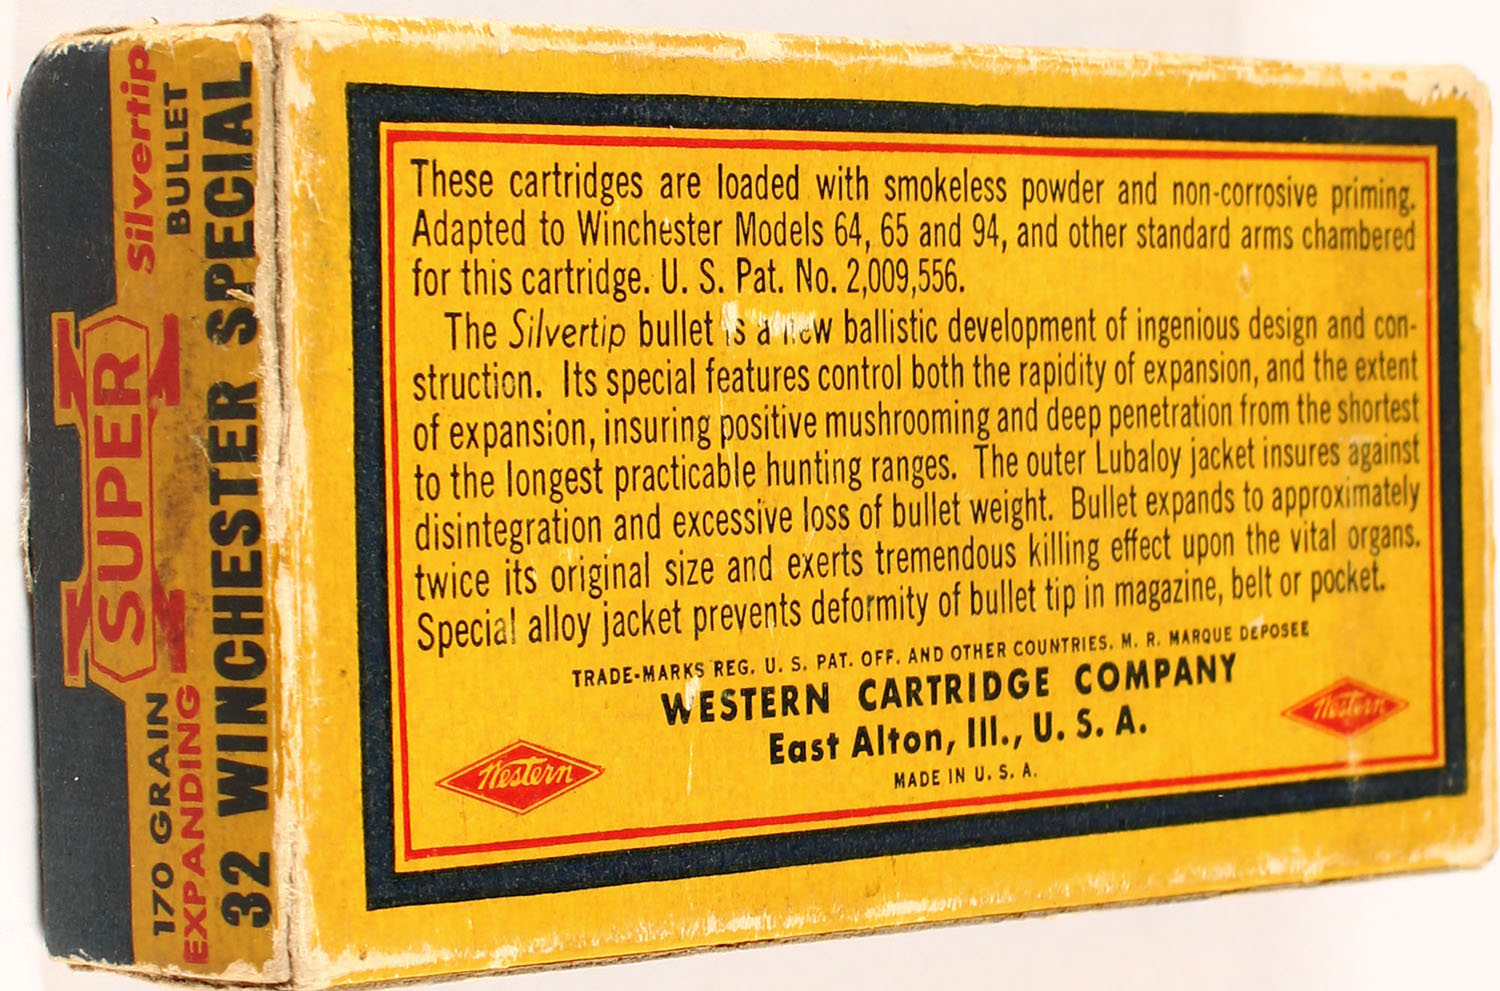 These cartridges are loaded with smokeless powder and non-corrosive priming.
Adapted to Winchester Models 64, 65 and 94, and other standard arms chambered
for this cartridge. U. S. Pat. No. 2,009,556.
The Silvertip bullet is a new ballistic development of ingenious design and con-
struction. Its special features control both the rapidity of expansion, and the extent
of expansion, insuring positive mushrooming and deep penetration from the shortest
to the longest practicable hunting ranges. The outer Lubaloy jacket insures against
disintegration and excessive loss of bullet weight. Bullet expands to approximately
twice its original size and exerts tremendous killing effect upon the vital organs.
Special alloy jacket prevents deformity of bullet tip in magazine, belt or pocket.
TRADE-MARKS REG. U. S. PAT. OFF. AND OTHER COUNTRIES. M. R. MARQUE DEPOSEE
WESTERN CARTRIDGE COMPANY
East Alton, Ill., U. S. A.
MADE IN U. S. A.
Western
Western
SUPER X
170 GRAIN
EXPANDING
Silvertip
BULLET
32 WINCHESTER SPECIAL